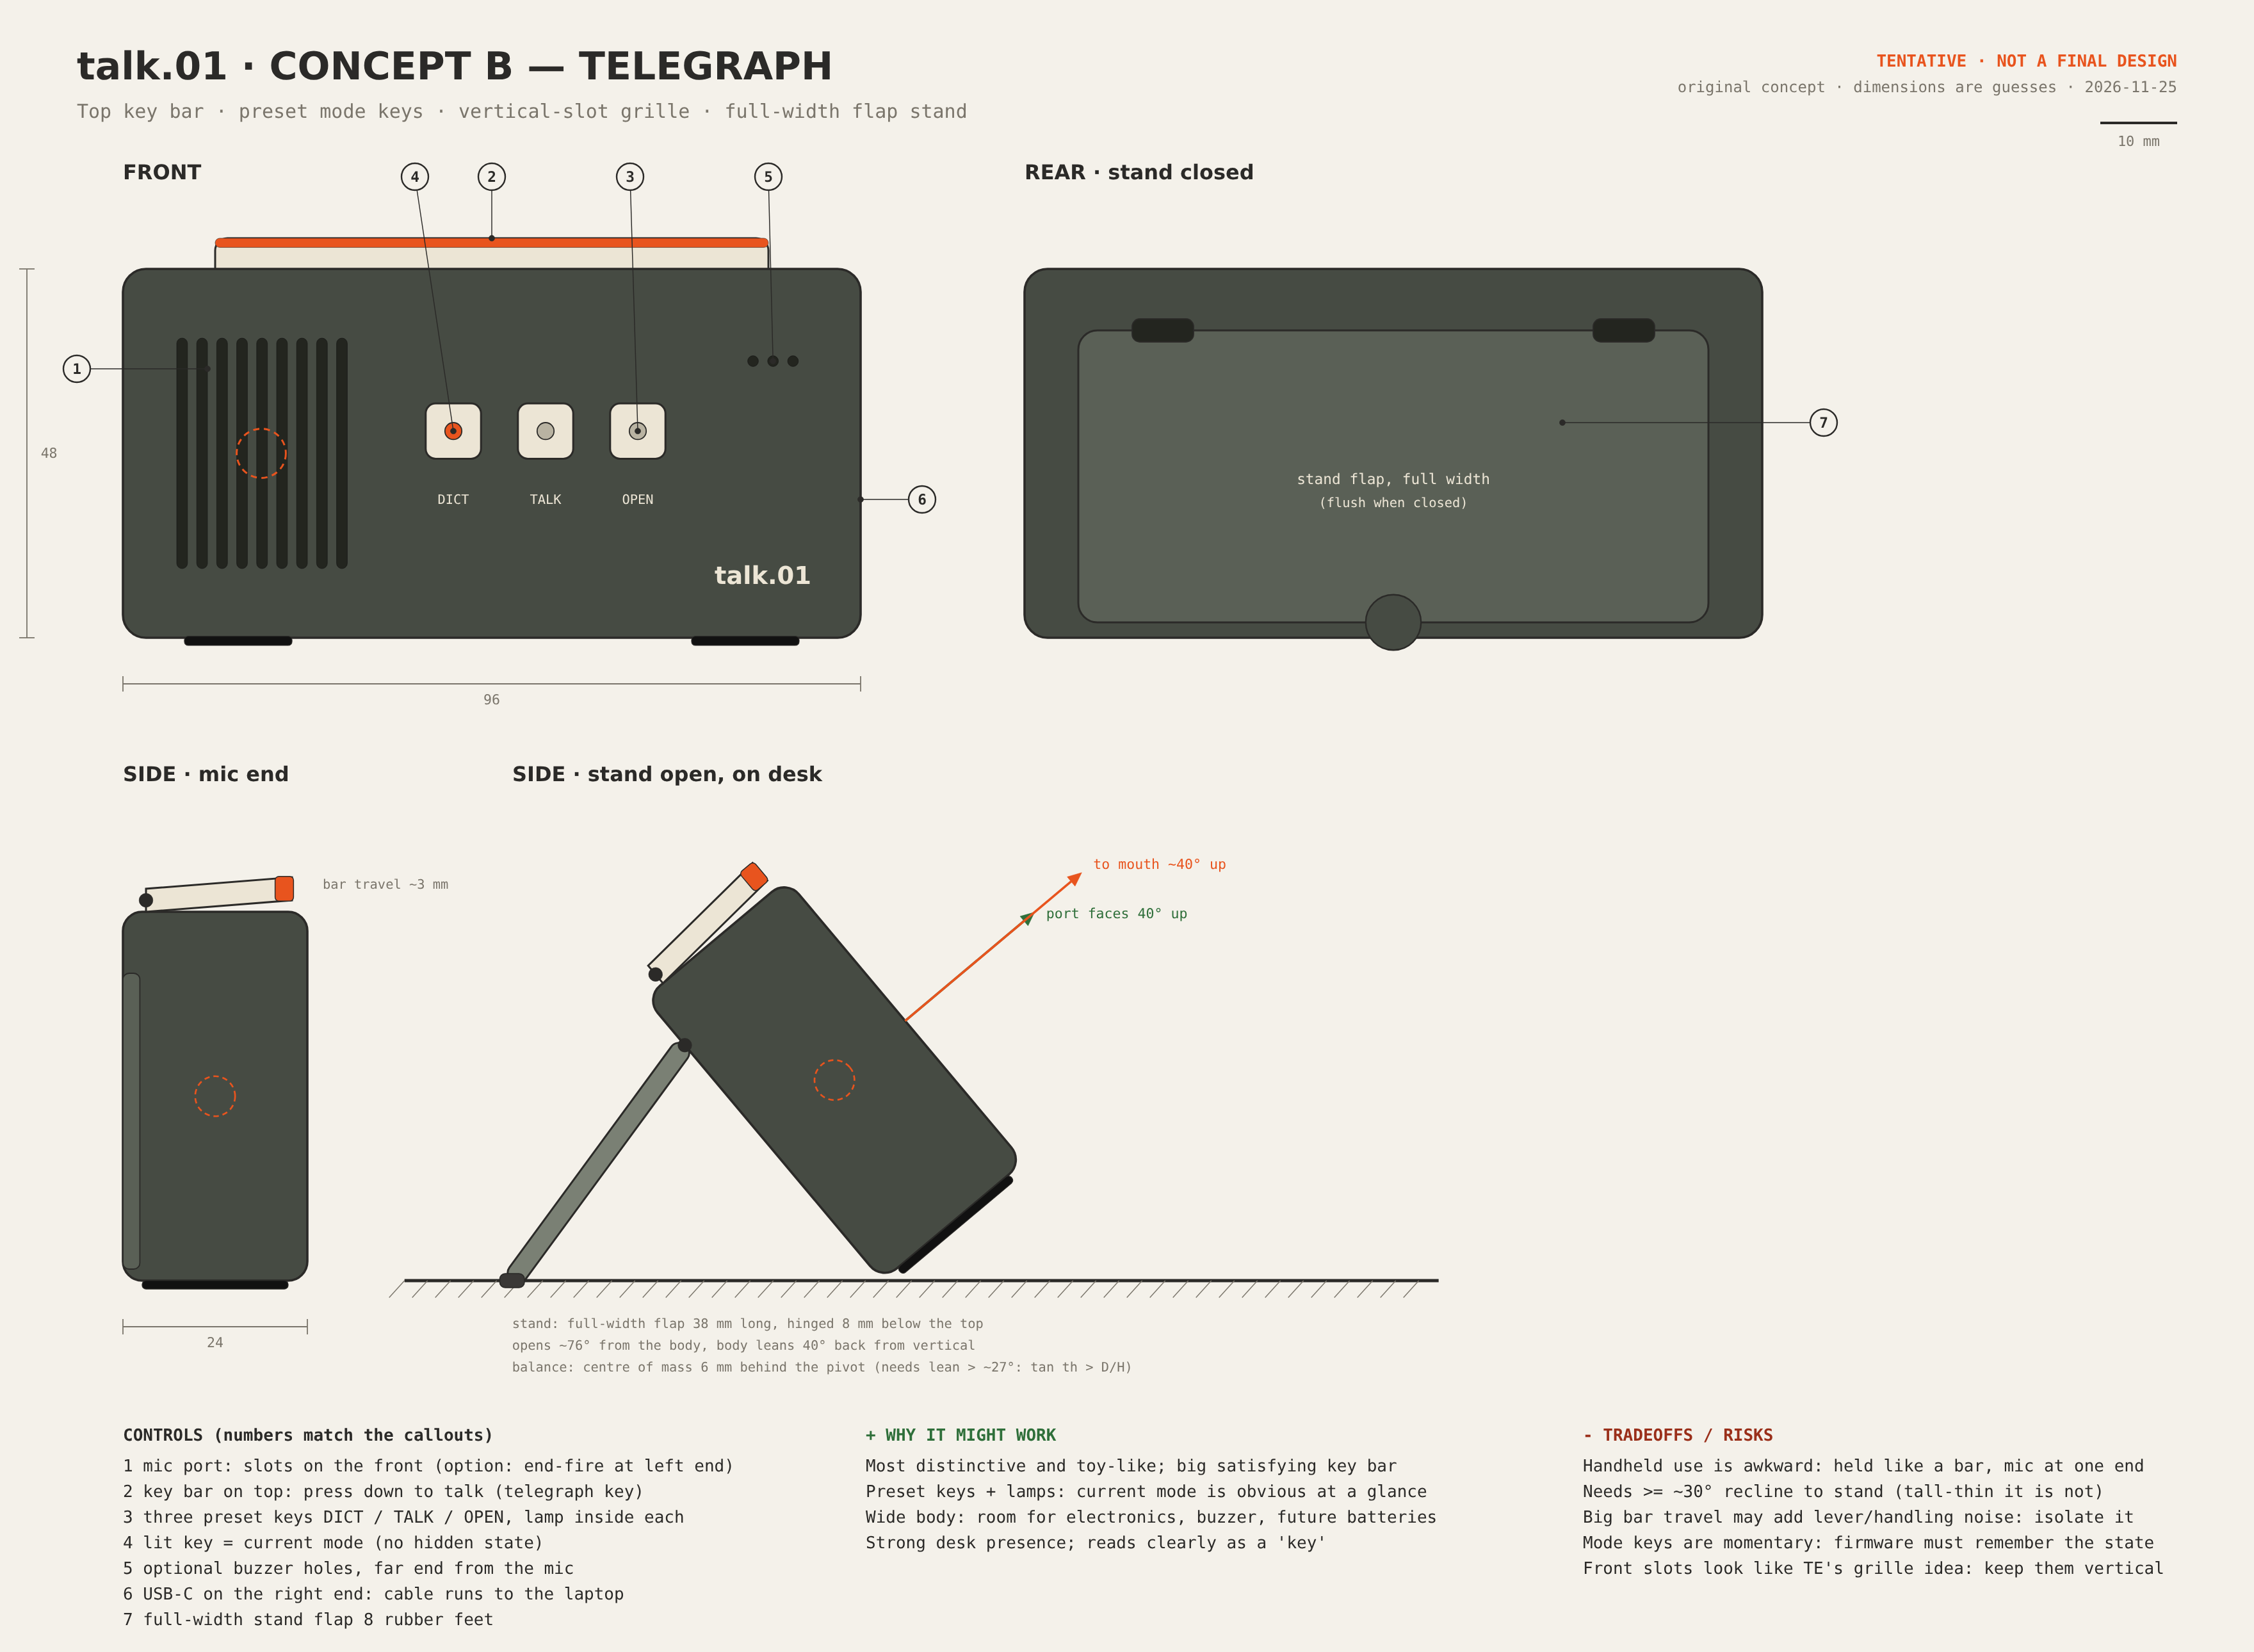 talk.01 · CONCEPT B — TELEGRAPH
Top key bar · preset mode keys · vertical-slot grille · full-width flap stand
TENTATIVE · NOT A FINAL DESIGN
original concept · dimensions are guesses · 2026-11-25
10 mm
FRONT
4
2
3
5
1
48
DICT
TALK
OPEN
6
talk.01
96
REAR · stand closed
7
stand flap, full width
(flush when closed)
SIDE · mic end
bar travel ~3 mm
24
SIDE · stand open, on desk
to mouth ~40° up
port faces 40° up
stand: full-width flap 38 mm long, hinged 8 mm below the top
opens ~76° from the body, body leans 40° back from vertical
balance: centre of mass 6 mm behind the pivot (needs lean > ~27°: tan th > D/H)
CONTROLS (numbers match the callouts)
1 mic port: slots on the front (option: end-fire at left end)
2 key bar on top: press down to talk (telegraph key)
3 three preset keys DICT / TALK / OPEN, lamp inside each
4 lit key = current mode (no hidden state)
5 optional buzzer holes, far end from the mic
6 USB-C on the right end: cable runs to the laptop
7 full-width stand flap 8 rubber feet
+ WHY IT MIGHT WORK
Most distinctive and toy-like; big satisfying key bar
Preset keys + lamps: current mode is obvious at a glance
Wide body: room for electronics, buzzer, future batteries
Strong desk presence; reads clearly as a 'key'
- TRADEOFFS / RISKS
Handheld use is awkward: held like a bar, mic at one end
Needs >= ~30° recline to stand (tall-thin it is not)
Big bar travel may add lever/handling noise: isolate it
Mode keys are momentary: firmware must remember the state
Front slots look like TE's grille idea: keep them vertical